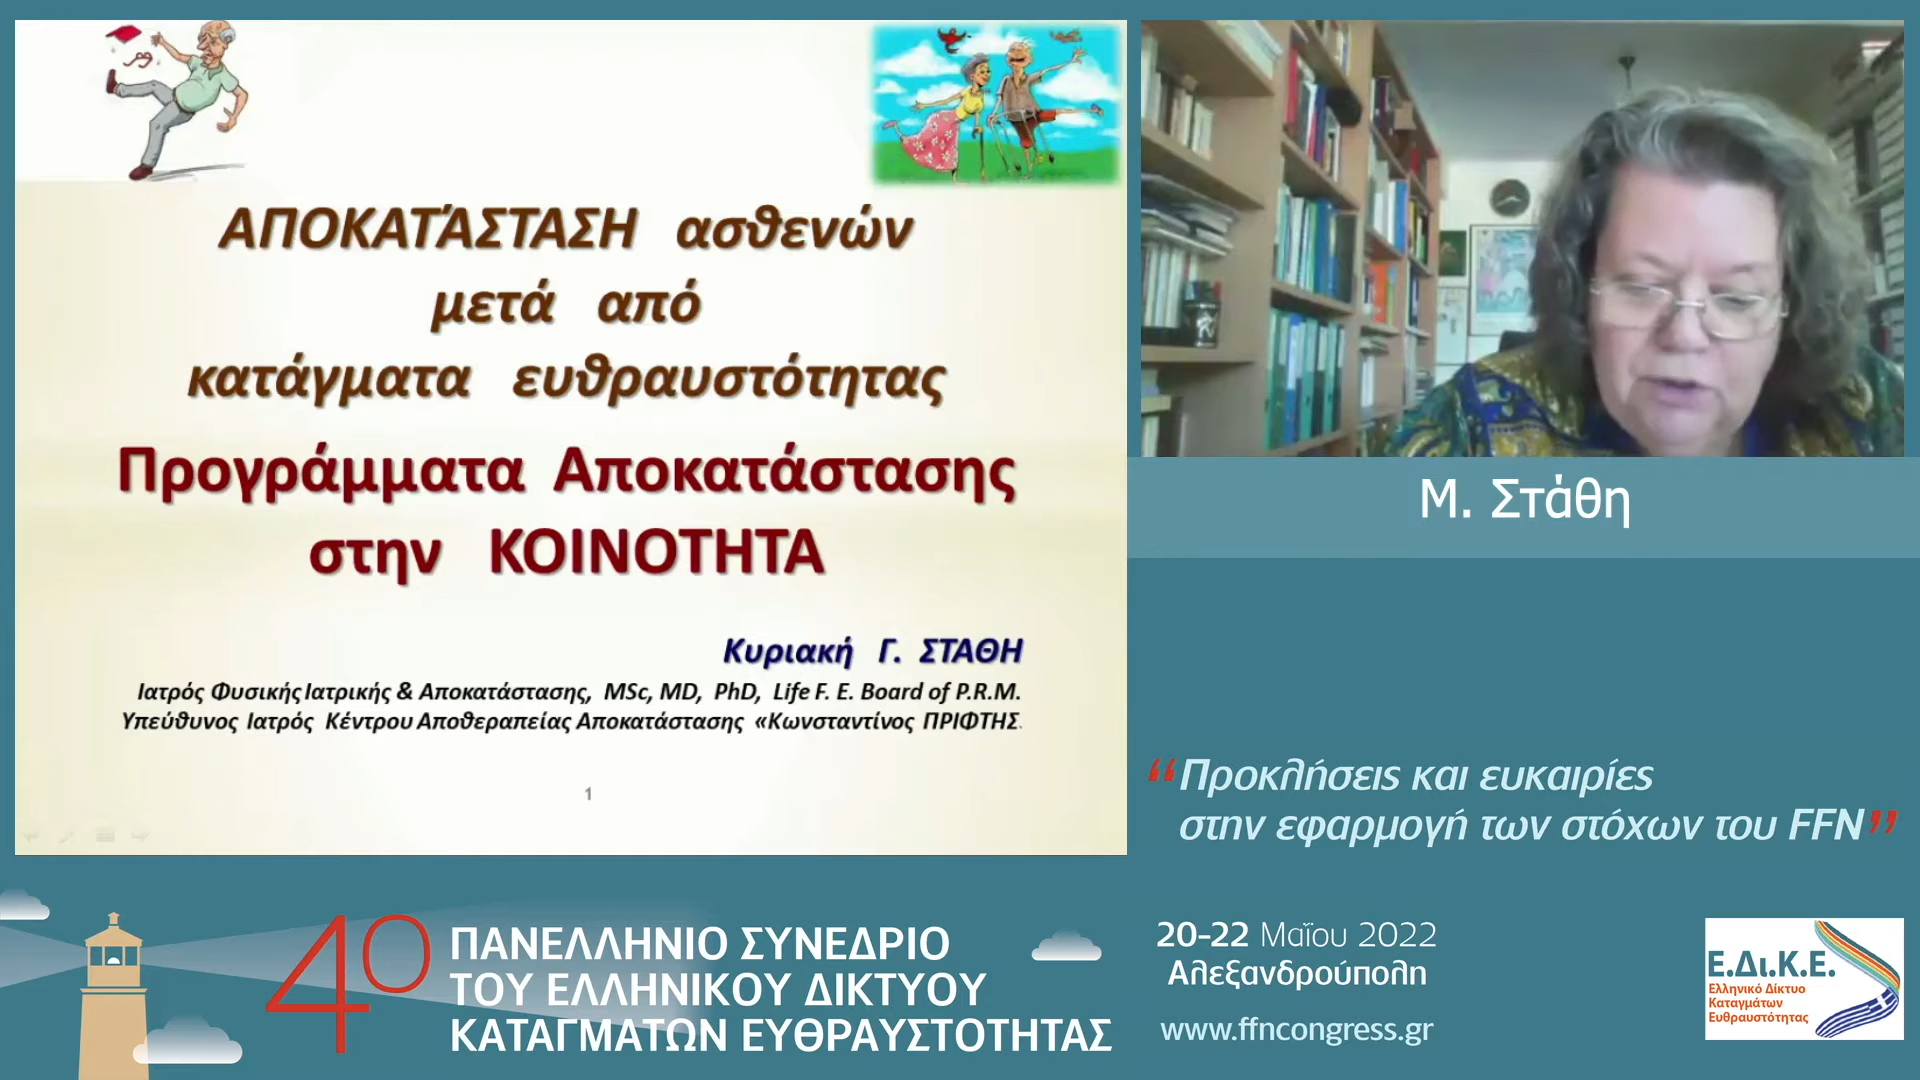 ΑΠΟΚΑΤΆΣΤΑΣΗ ασθενών
μετά από
κατάγματα ευθραυστότητας
Προγράμματα Αποκατάστασης
στην ΚΟΙΝΟΤΗΤΑ
Κυριακή Γ. ΣΤΑΘΗ
Ιατρός Φυσικής Ιατρικής & Αποκατάστασης, MSc, MD, PhD, Life F. E. Board of P.R.M.
Υπεύθυνος Ιατρός Κέντρου Αποθεραπείας Αποκατάστασης «Κωνσταντίνος ΠΡΙΦΤΗΣ.
1
Μ. Στάθη
“Προκλήσεις και ευκαιρίες
στην εφαρμογή των στόχων του FFN”
4ο
ΠΑΝΕΛΛΗΝΙΟ ΣΥΝΕΔΡΙΟ
ΤΟΥ ΕΛΛΗΝΙΚΟΥ ΔΙΚΤΥΟΥ
ΚΑΤΑΓΜΑΤΩΝ ΕΥΘΡΑΥΣΤΟΤΗΤΑΣ
20-22 Μαΐου 2022
Αλεξανδρούπολη
www.ffncongress.gr
Ε.Δι.Κ.Ε.
Ελληνικό Δίκτυο
Καταγμάτων
Ευθραυστότητας